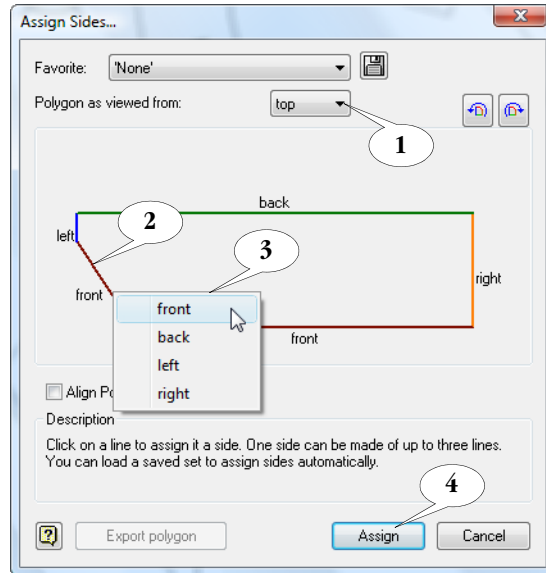 Assign Sides...
Favorite: 'None'
Polygon as viewed from: top
1
back
2
left
3
right
front
front
back
front
left
right
Align Po
Description
Click on a line to assign it a side. One side can be made of up to three lines.
You can load a saved set to assign sides automatically.
4
Export polygon Assign Cancel